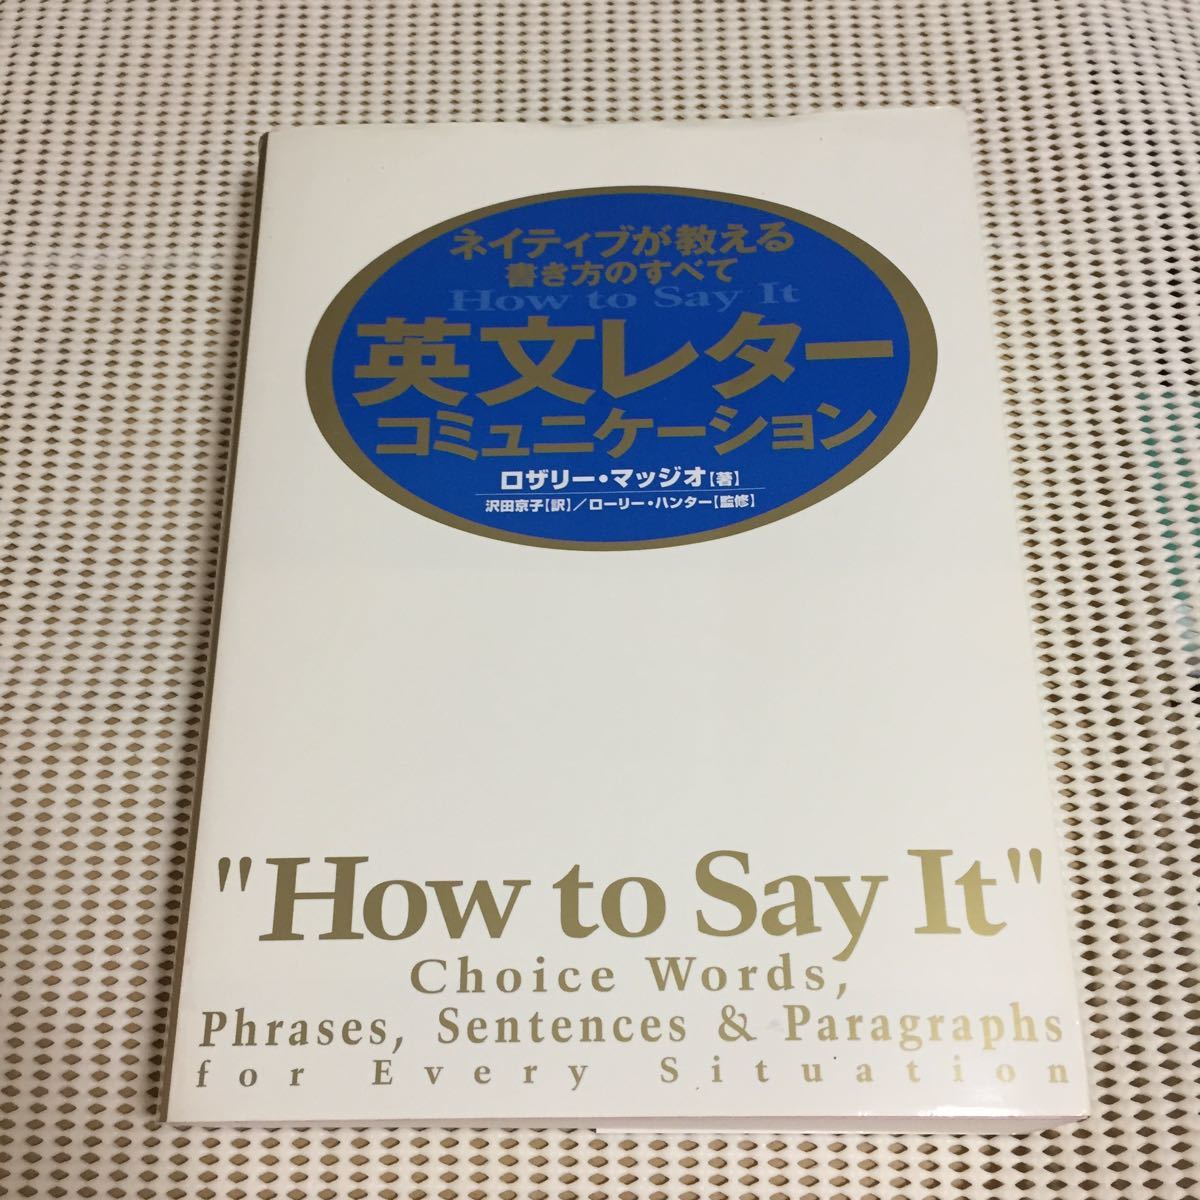 ネイティブが教える
書き方のすべて
How to Say It
英文レター
コミュニケーション
ロザリー・マッジオ【著】
沢田京子【訳】／ローリー・ハンター【監修】
"How to Say It"
Choice Words,
Phrases, Sentences & Paragraphs
for Every Situation